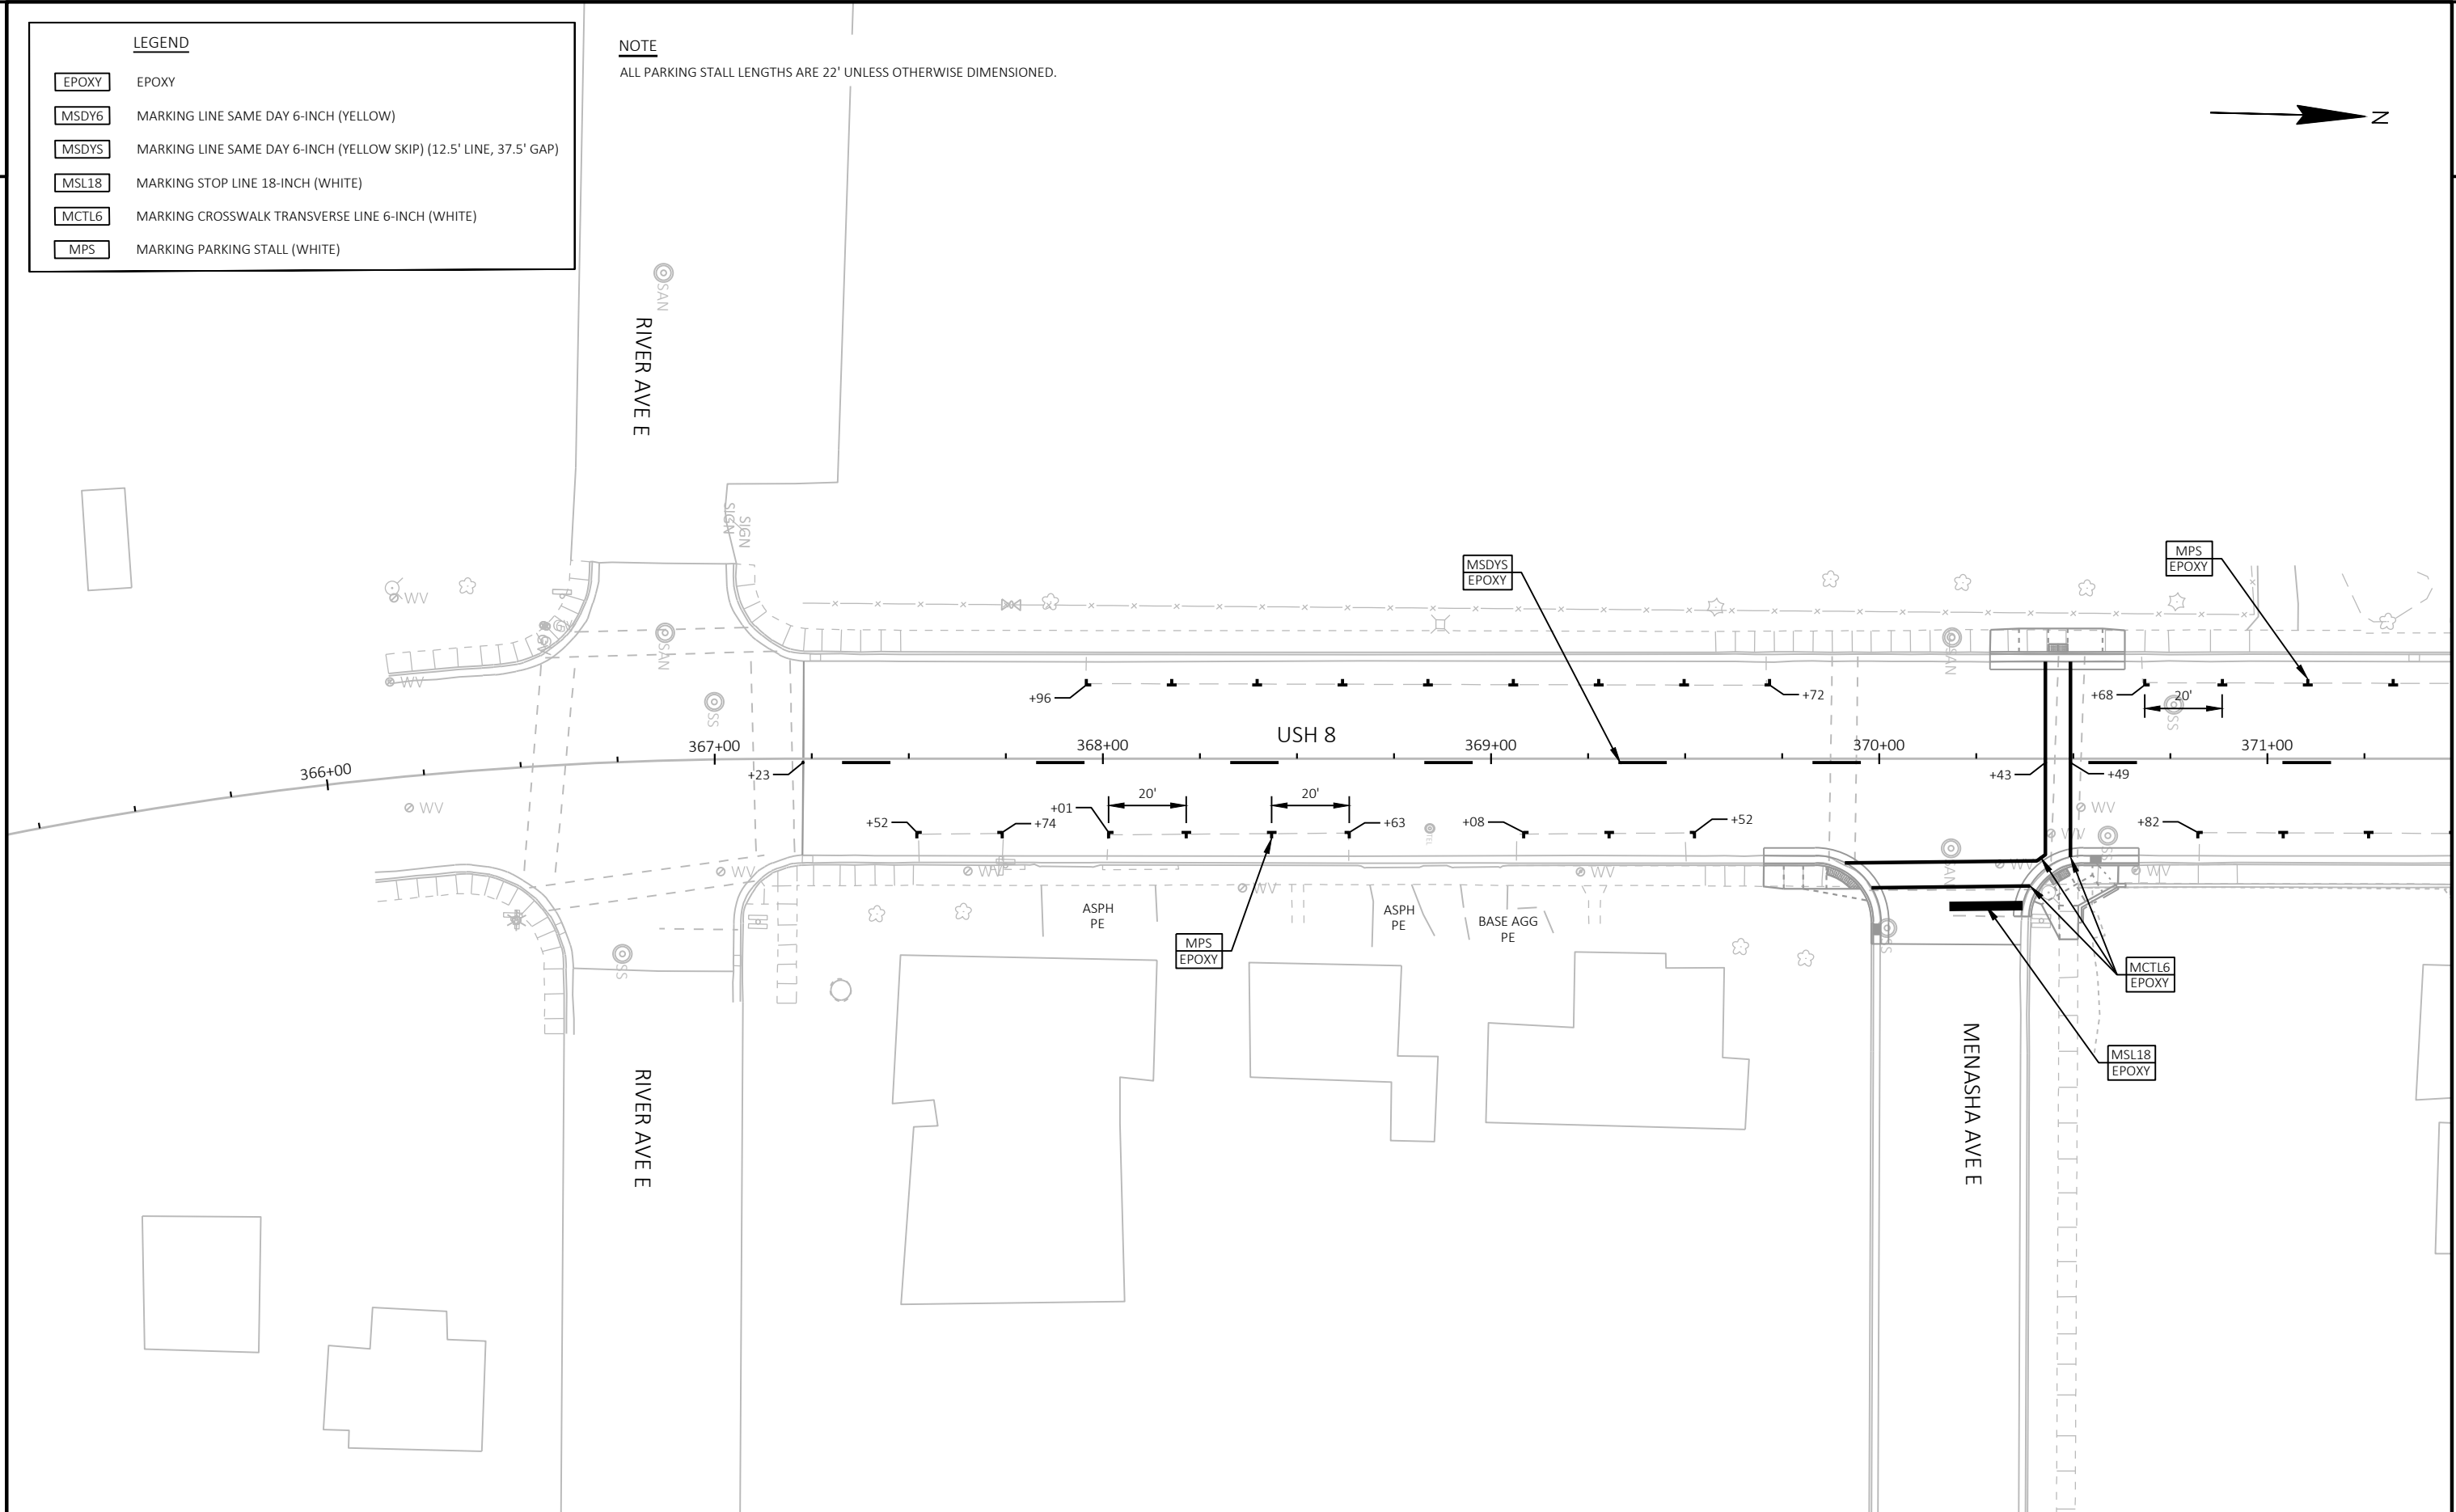 LEGEND
EPOXY EPOXY
MSDY6 MARKING LINE SAME DAY 6-INCH (YELLOW)
MSDYS MARKING LINE SAME DAY 6-INCH (YELLOW SKIP) (12.5' LINE, 37.5' GAP)
MSL18 MARKING STOP LINE 18-INCH (WHITE)
MCTL6 MARKING CROSSWALK TRANSVERSE LINE 6-INCH (WHITE)
MPS MARKING PARKING STALL (WHITE)
NOTE
ALL PARKING STALL LENGTHS ARE 22' UNLESS OTHERWISE DIMENSIONED.
N
SAN
RIVER AVE E
SIGN
SIGN
MSDYS
EPOXY
MPS
EPOXY
WV
WV
SAN
SAN
SS
+96
+72
+68
20'
SS
USH 8
366+00
367+00
368+00
369+00
370+00
371+00
+23
+43
+49
WV
+52
+74
+01
20'
20'
+63
+08
+52
WV
WV
+82
SS
WV
WV
WV
WV
WV
WV
SAN
ASPH
PE
ASPH
PE
BASE AGG
PE
SS
SS
MPS
EPOXY
MCTL6
EPOXY
MSL18
EPOXY
RIVER AVE E
MENASHA AVE E